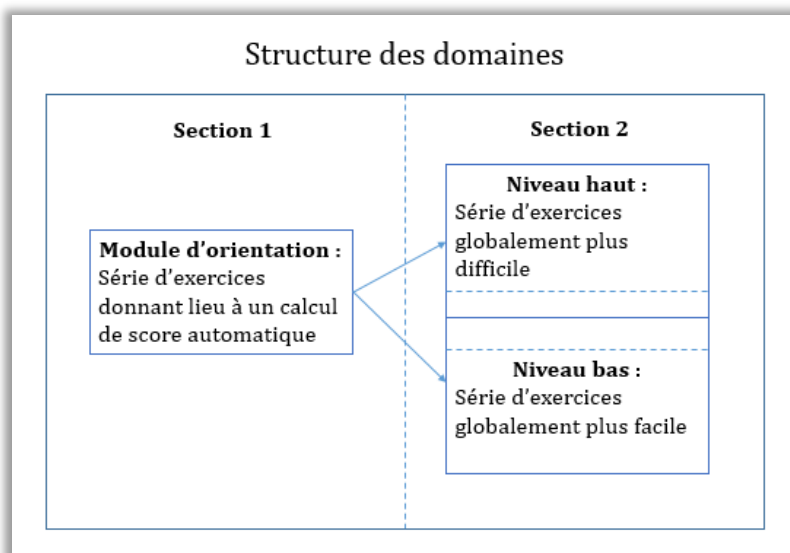 Structure des domaines
Section 1
Module d'orientation :
Série d'exercices
donnant lieu à un calcul
de score automatique
Section 2
Niveau haut :
Série d'exercices
globalement plus
difficile
Niveau bas :
Série d'exercices
globalement plus facile